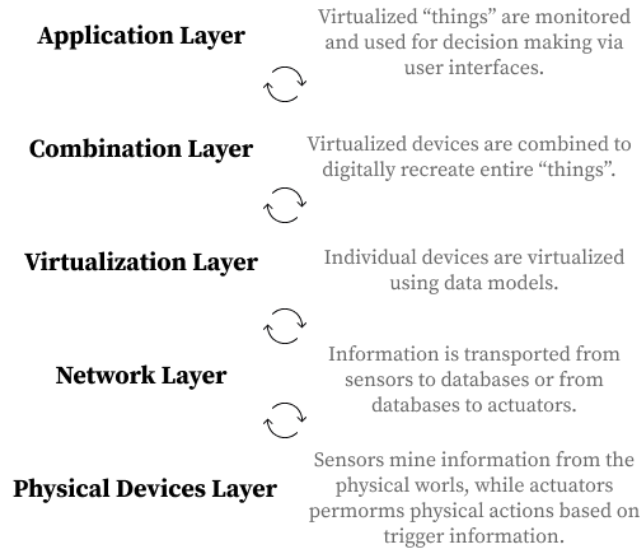 Application Layer
Virtualized “things” are monitored
and used for decision making via
user interfaces.
Combination Layer
Virtualized devices are combined to
digitally recreate entire “things”.
Virtualization Layer
Individual devices are virtualized
using data models.
Network Layer
Information is transported from
sensors to databases or from
databases to actuators.
Physical Devices Layer
Sensors mine information from the
physical worls, while actuators
permorms physical actions based on
trigger information.